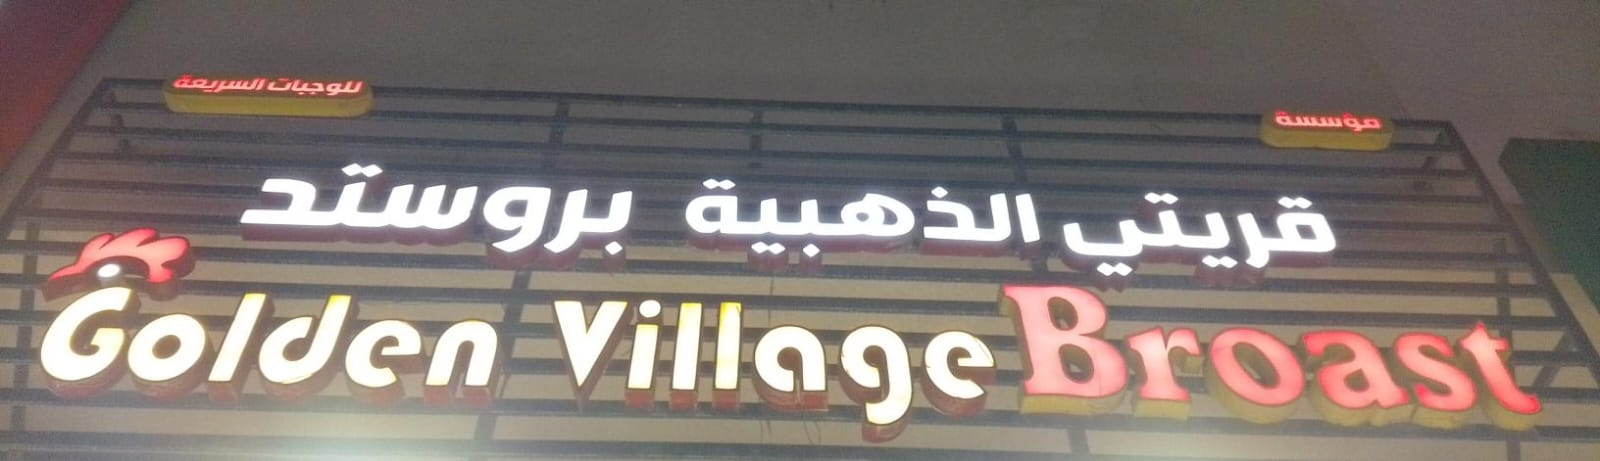 مؤسسة
للوجبات السريعة
قريتي الذهبية بروستد
Golden Village Broast